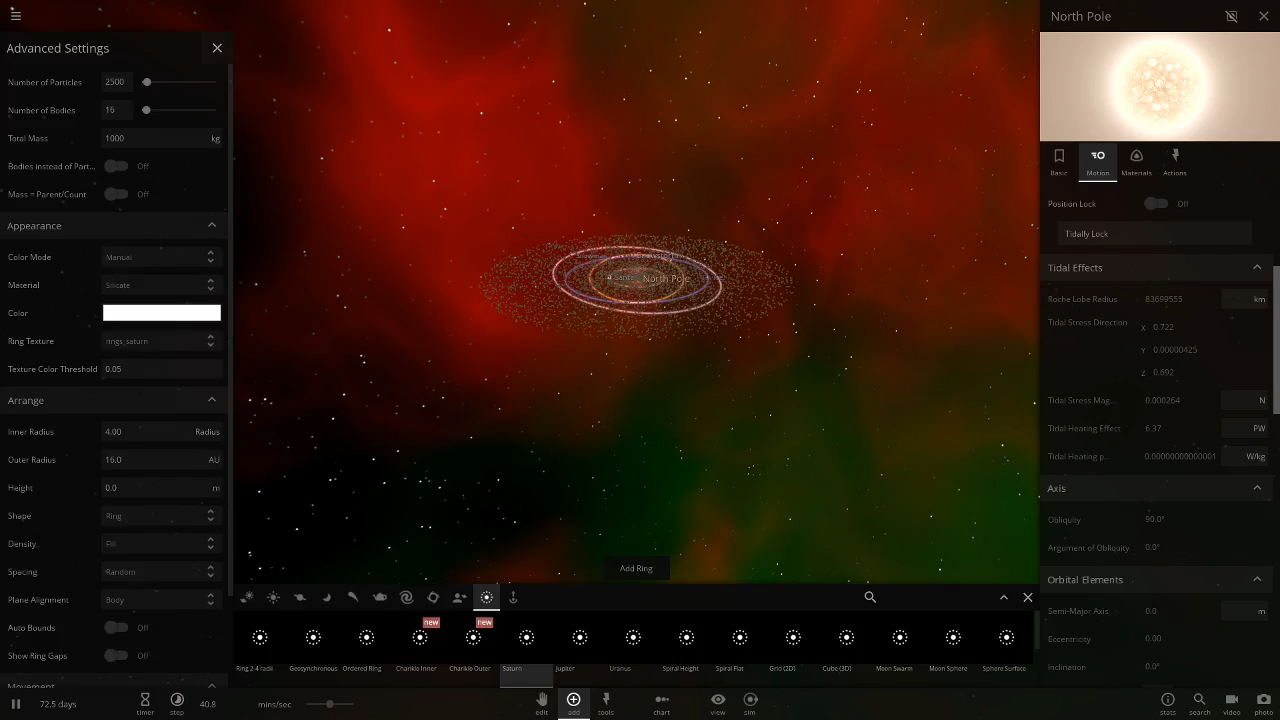 Advanced Settings
Number of Particles 2500
Number of Bodies 16
Total Mass 1000 kg
Bodies instead of Part... Off
Mass = Parent/Count Off
Appearance
Color Mode Manual
Material Silicate
Color
Ring Texture rings_saturn
Texture Color Threshold 0.05
Arrange
Inner Radius 4.00 Radius
Outer Radius 16.0 AU
Height 0.0 m
Shape Ring
Density Fill
Spacing Random
Plane Alignment Body
Auto Bounds Off
Show Ring Gaps Off
Movement
Santa
North Pole
Add Ring
new
new
Ring 2.4 radii
Geosynchronous
Ordered Ring
Chariklo Inner
Chariklo Outer
Saturn
Jupiter
Uranus
Spiral Height
Spiral Flat
Grid (2D)
Cube (3D)
Moon Swarm
Moon Sphere
Sphere Surface
72.5 days
timer
step
40.8 mins/sec
edit
add
tools
chart
view
sim
stats
search
video
photo
North Pole
Basic
Motion
Materials
Actions
Position Lock Off
Tidally Lock
Tidal Effects
Roche Lobe Radius 83699555 km
Tidal Stress Direction X 0.722
Y 0.00000425
Z 0.692
Tidal Stress Mag... 0.000264 N
Tidal Heating Effect 6.37 PW
Tidal Heating p... 0.00000000000001 W/kg
Axis
Obliquity 90.0°
Argument of Obliquity 0.0°
Orbital Elements
Semi-Major Axis 0.0 m
Eccentricity 0.00
Inclination 0.0°